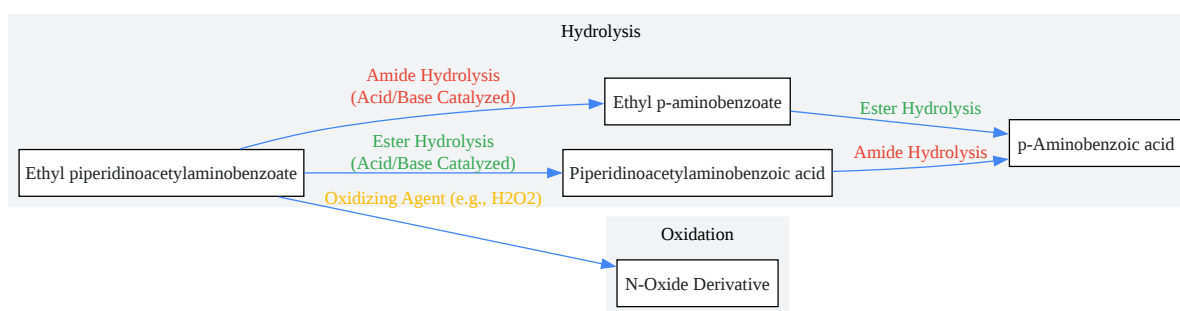 Hydrolysis
Amide Hydrolysis
(Acid/Base Catalyzed)
Ethyl p-aminobenzoate
Ester Hydrolysis
Ester Hydrolysis
(Acid/Base Catalyzed)
p-Aminobenzoic acid
Amide Hydrolysis
Ethyl piperidinoacetylaminobenzoate
Piperidinoacetylaminobenzoic acid
Oxidizing Agent (e.g., H2O2)
Oxidation
N-Oxide Derivative